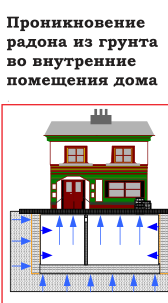 Проникновение
радона из грунта
во внутренние
помещения дома